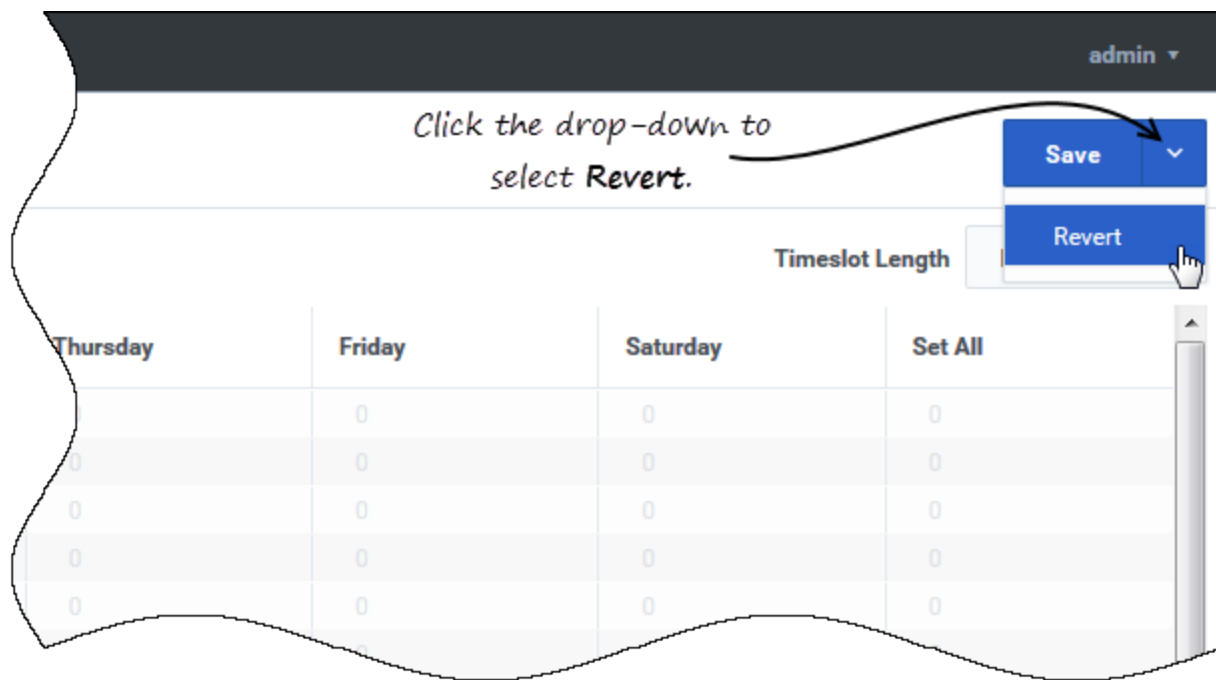 admin
Click the drop-down to
select Revert.
Save
Revert
Timeslot Length
Thursday Friday Saturday Set All
0 0 0
0 0 0 0
0 0 0 0
0 0 0 0
0 0 0 0